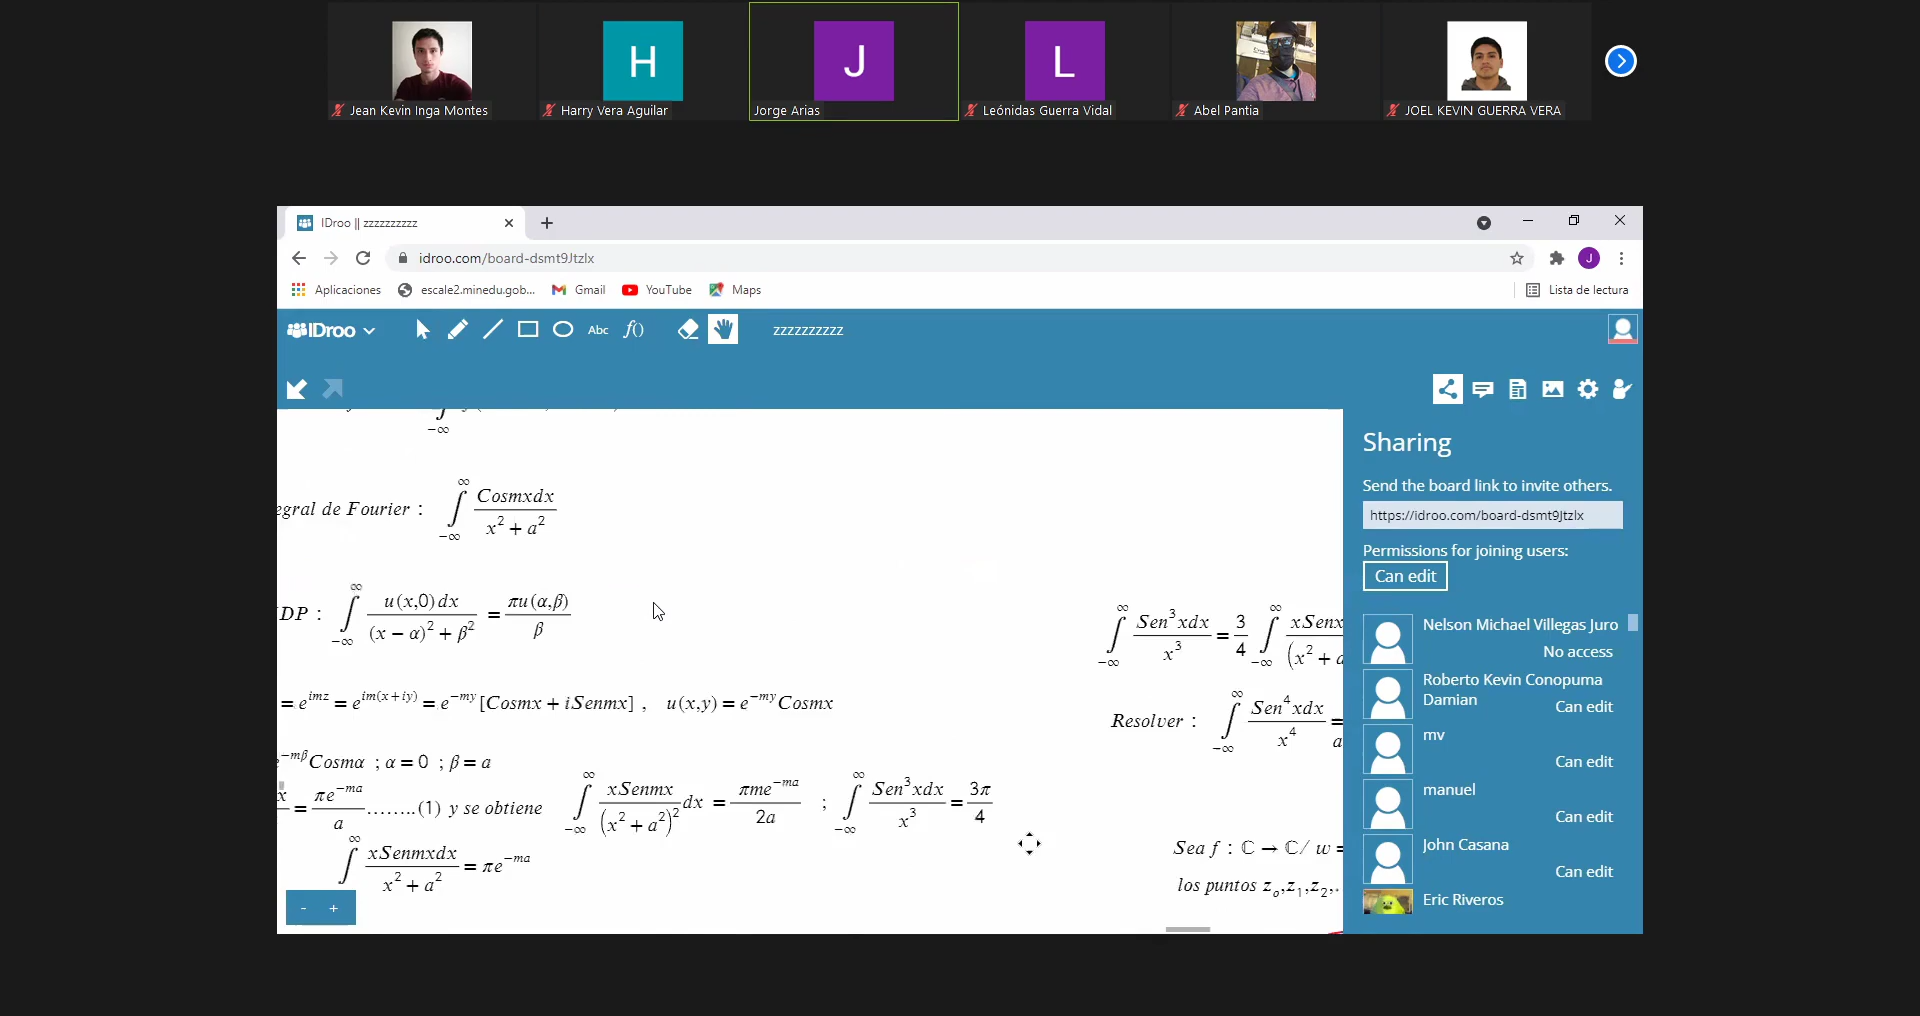 H J L
Jean Kevin Inga Montes
Harry Vera Aguilar
Jorge Arias
Leónidas Guerra Vidal
Abel Pantia
JOEL KEVIN GUERRA VERA
IDroo || zzzzzzzzzz
idroo.com/board-dsmt9Jtzlx
J
Aplicaciones
escale2.minedu.gob...
Gmail
YouTube
Maps
Lista de lectura
IDroo
Abc
f()
zzzzzzzzzz
Sharing
Send the board link to invite others.
https://idroo.com/board-dsmt9Jtzlx
Permissions for joining users:
Can edit
Nelson Michael Villegas Juro
No access
Roberto Kevin Conopuma Damian
Can edit
mv
Can edit
manuel
Can edit
John Casana
Can edit
Eric Riveros
∫ −∞
egral de Fourier : ∫_{−∞}^{∞} Cosmxdx / (x² + a²)
DP : ∫_{−∞}^{∞} u(x,0)dx / ((x − α)² + β²) = πu(α,β) / β
= e^{imz} = e^{im(x+iy)} = e^{−my}[Cosmx + iSenmx] , u(x,y) = e^{−my}Cosmx
^{−mβ}Cosmα ; α = 0 ; β = a
x = πe^{−ma} / a ........(1) y se obtiene ∫_{−∞}^{∞} xSenmx / (x² + a²)² dx = πme^{−ma} / 2a ; ∫_{−∞}^{∞} Sen³xdx / x³ = 3π / 4
∫^{∞} xSenmxdx / (x² + a²) = πe^{−ma}
∫_{−∞}^{∞} Sen³xdx / x³ = 3/4 ∫_{−∞}^{∞} xSenx / (x² + a
Resolver : ∫_{−∞}^{∞} Sen⁴xdx / x⁴ =
Sea f : ℂ → ℂ/ w =
los puntos z_o,z_1,z_2,.
- +